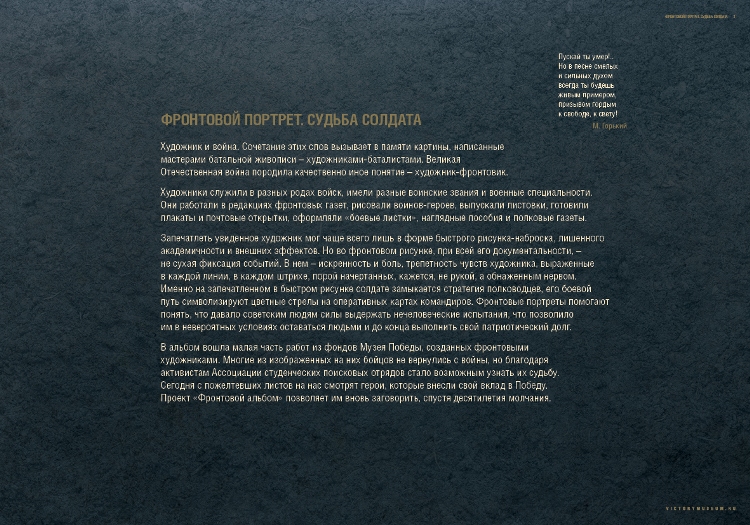 ФРОНТОВОЙ ПОРТРЕТ. СУДЬБА СОЛДАТА 1
Пускай ты умер!..
Но в песне смелых
и сильных духом
всегда ты будешь
живым примером,
призывом гордым
к свободе, к свету!
М. Горький
ФРОНТОВОЙ ПОРТРЕТ. СУДЬБА СОЛДАТА
Художник и война. Сочетание этих слов вызывает в памяти картины, написанные
мастерами батальной живописи – художниками-баталистами. Великая
Отечественная война породила качественно иное понятие – художник-фронтовик.
Художники служили в разных родах войск, имели разные воинские звания и военные специальности.
Они работали в редакциях фронтовых газет, рисовали воинов-героев, выпускали листовки, готовили
плакаты и почтовые открытки, оформляли «боевые листки», наглядные пособия и полковые газеты.
Запечатлеть увиденное художник мог чаще всего лишь в форме быстрого рисунка-наброска, лишенного
академичности и внешних эффектов. Но во фронтовом рисунке, при всей его документальности, –
не сухая фиксация событий. В нем – искренность и боль, трепетность чувств художника, выраженные
в каждой линии, в каждом штрихе, порой начертанных, кажется, не рукой, а обнаженным нервом.
Именно на запечатленном в быстром рисунке солдате замыкается стратегия полководцев, его боевой
путь символизируют цветные стрелы на оперативных картах командиров. Фронтовые портреты помогают
понять, что давало советским людям силы выдержать нечеловеческие испытания, что позволило
им в невероятных условиях оставаться людьми и до конца выполнить свой патриотический долг.
В альбом вошла малая часть работ из фондов Музея Победы, созданных фронтовыми
художниками. Многие из изображенных на них бойцов не вернулись с войны, но благодаря
активистам Ассоциации студенческих поисковых отрядов стало возможным узнать их судьбу.
Сегодня с пожелтевших листов на нас смотрят герои, которые внесли свой вклад в Победу.
Проект «Фронтовой альбом» позволяет им вновь заговорить, спустя десятилетия молчания.
VICTORYMUSEUM.RU